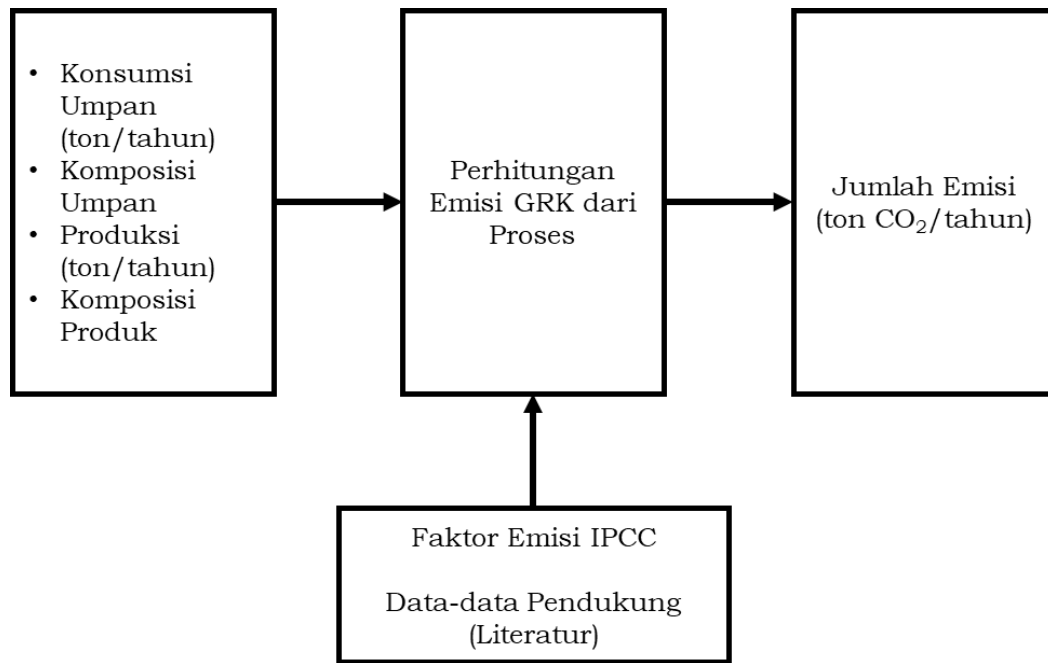 • Konsumsi
Umpan
(ton/tahun)
• Komposisi
Umpan
• Produksi
(ton/tahun)
• Komposisi
Produk
Perhitungan
Emisi GRK dari
Proses
Jumlah Emisi
(ton CO₂/tahun)
Faktor Emisi IPCC
Data-data Pendukung
(Literatur)